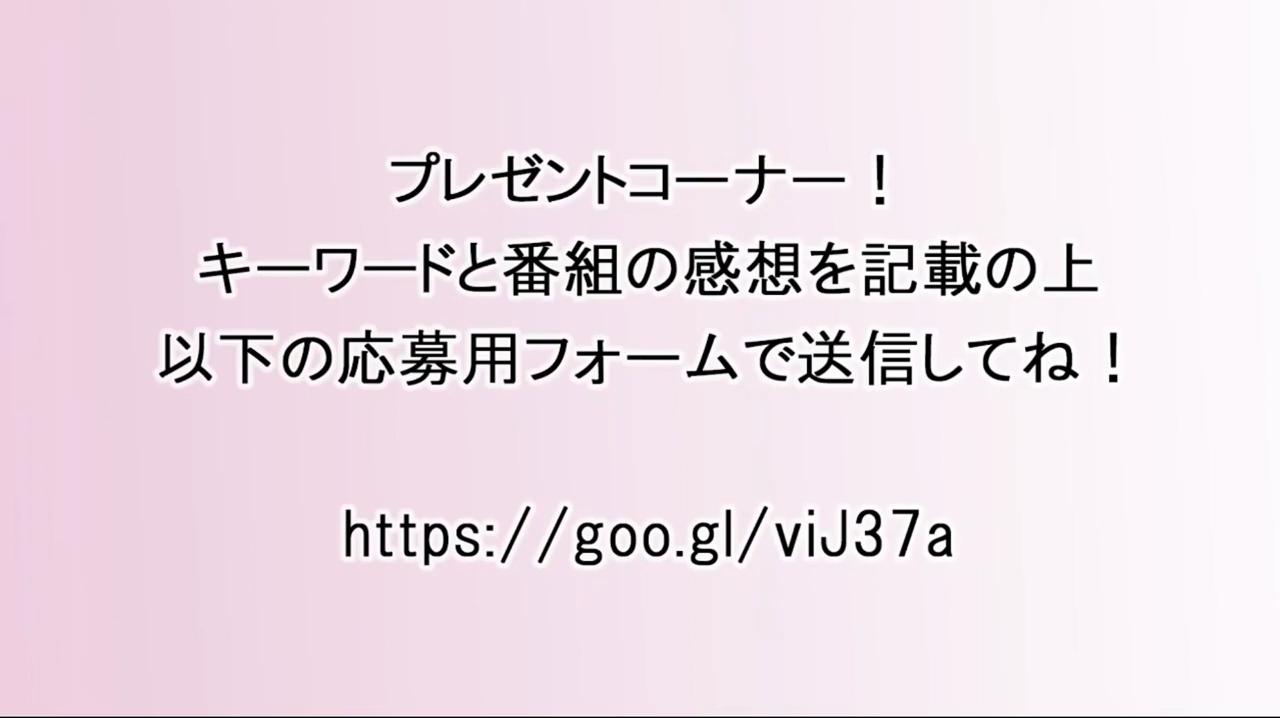 プレゼントコーナー！
キーワードと番組の感想を記載の上
以下の応募用フォームで送信してね！
https://goo.gl/viJ37a